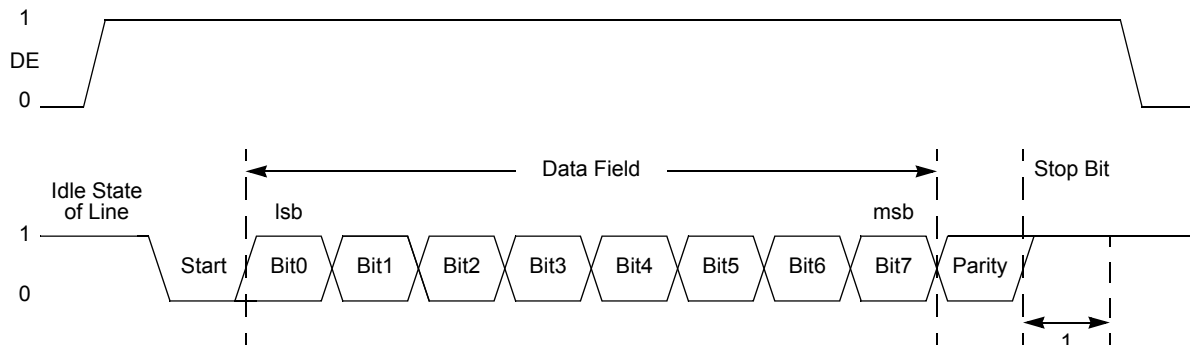 1
DE
0
Data Field
Stop Bit
Idle State
of Line
lsb
msb
1
Start
Bit0
Bit1
Bit2
Bit3
Bit4
Bit5
Bit6
Bit7
Parity
0
1